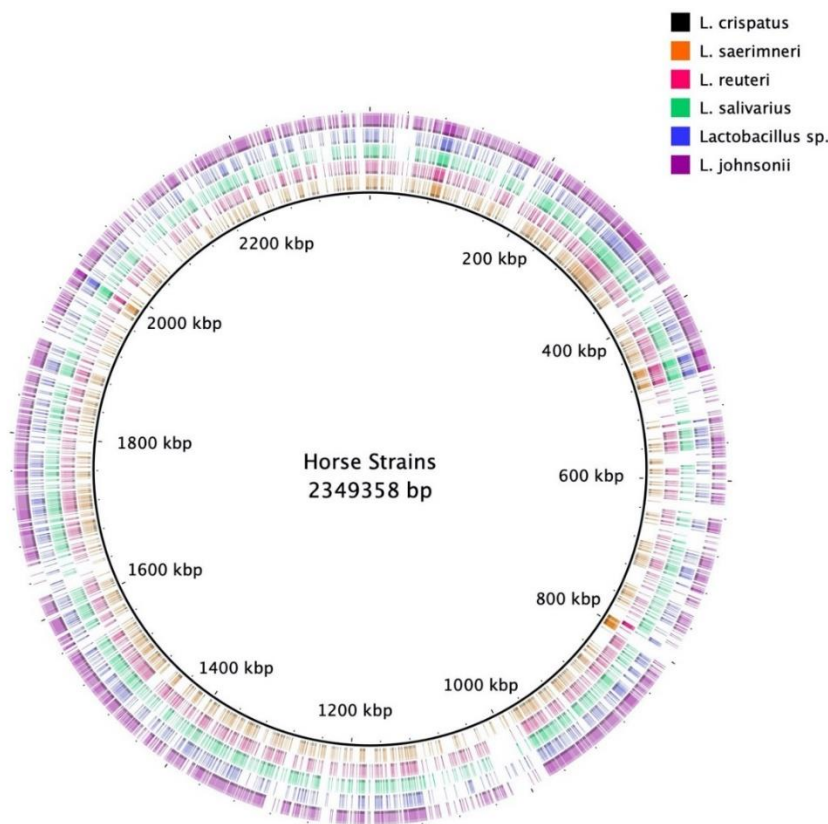 L. crispatus
L. saerimneri
L. reuteri
L. salivarius
Lactobacillus sp.
L. johnsonii
2200 kbp
200 kbp
2000 kbp
400 kbp
1800 kbp
Horse Strains
2349358 bp
600 kbp
1600 kbp
800 kbp
1400 kbp
1000 kbp
1200 kbp